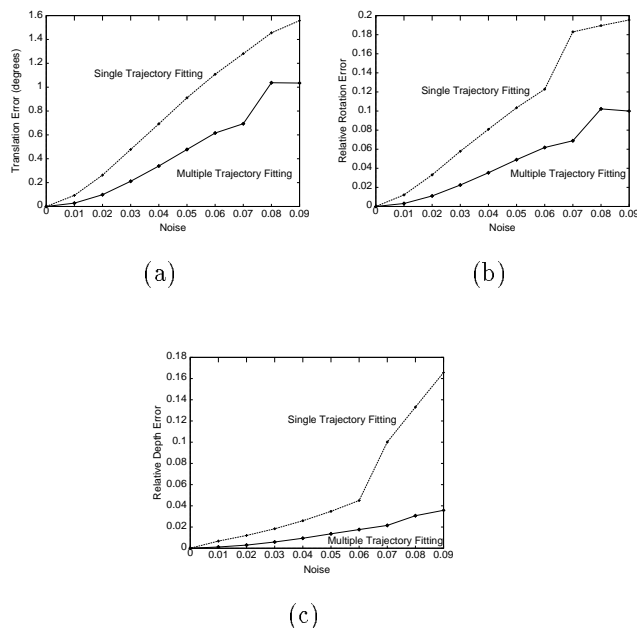 1.6
1.4
1.2
1
0.8
0.6
0.4
0.2
0
Translation Error (degrees)
Single Trajectory Fitting
Multiple Trajectory Fitting
0 0.01 0.02 0.03 0.04 0.05 0.06 0.07 0.08 0.09
Noise
(a)
0.2
0.18
0.16
0.14
0.12
0.1
0.08
0.06
0.04
0.02
0
Relative Rotation Error
Single Trajectory Fitting
Multiple Trajectory Fitting
0 0.01 0.02 0.03 0.04 0.05 0.06 0.07 0.08 0.09
Noise
(b)
0.18
0.16
0.14
0.12
0.1
0.08
0.06
0.04
0.02
0
Relative Depth Error
Single Trajectory Fitting
Multiple Trajectory Fitting
0 0.01 0.02 0.03 0.04 0.05 0.06 0.07 0.08 0.09
Noise
(c)